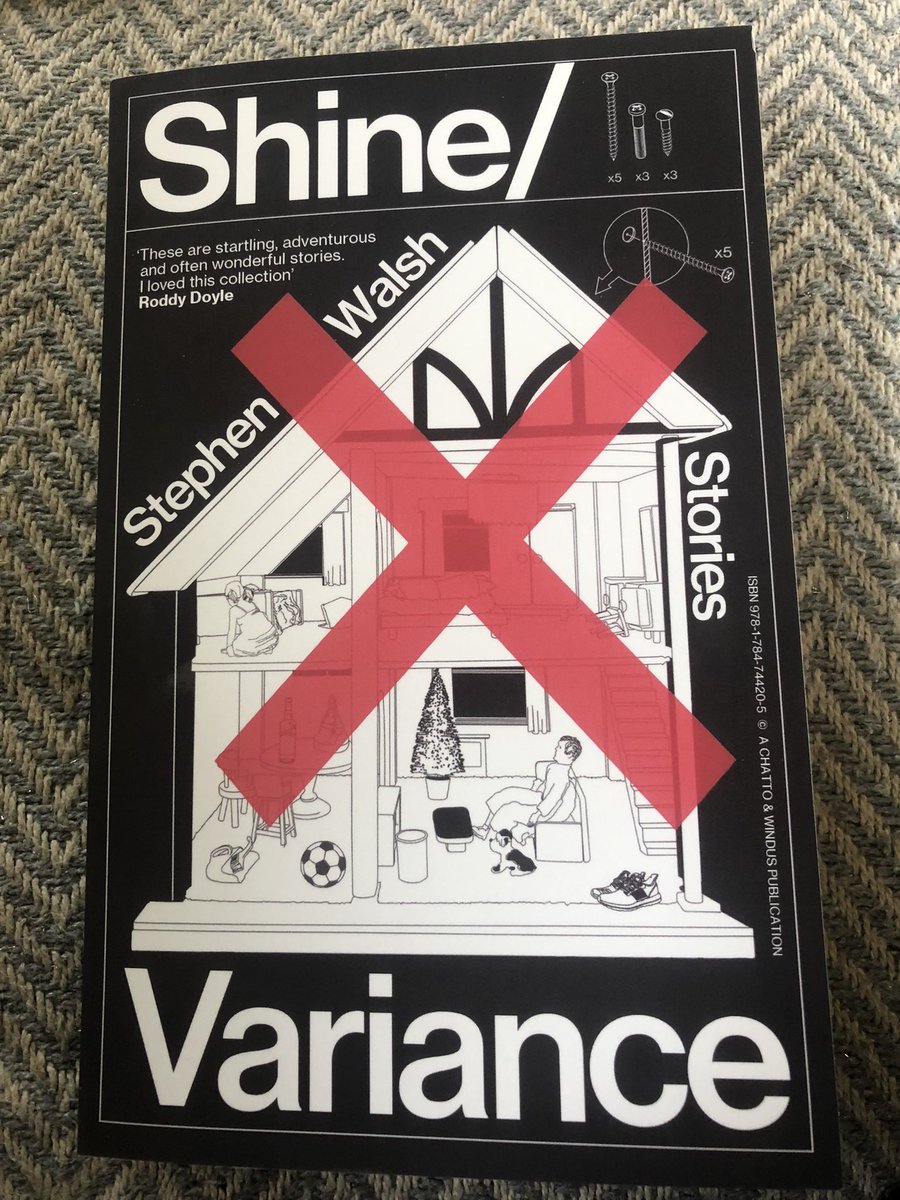 Shine/
x5 x3 x3
'These are startling, adventurous
and often wonderful stories.
I loved this collection'
Roddy Doyle
x5
Stephen Walsh
Stories
ISBN 978-1-784-74420-5 © A CHATTO & WINDUS PUBLICATION
Variance